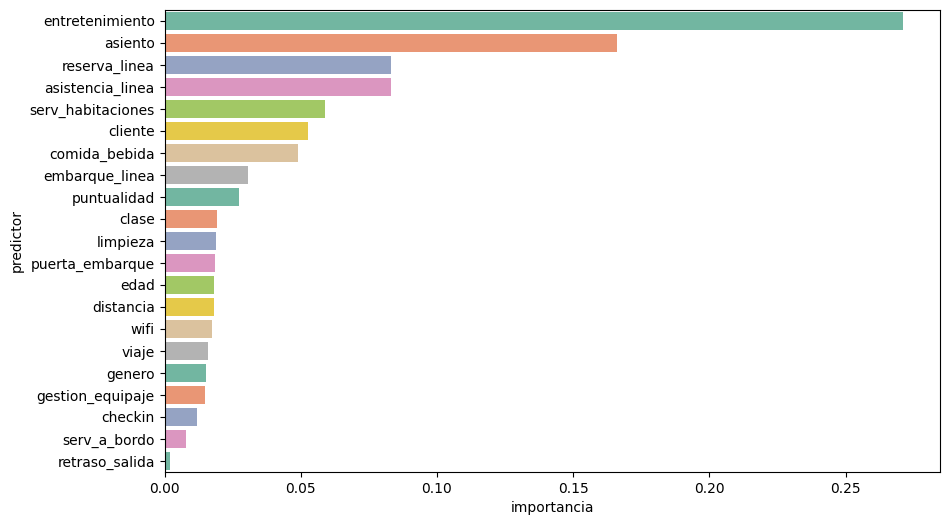 entretenimiento
asiento
reserva_linea
asistencia_linea
serv_habitaciones
cliente
comida_bebida
embarque_linea
puntualidad
clase
limpieza
puerta_embarque
edad
distancia
wifi
viaje
genero
gestion_equipaje
checkin
serv_a_bordo
retraso_salida
predictor
0.00 0.05 0.10 0.15 0.20 0.25
importancia